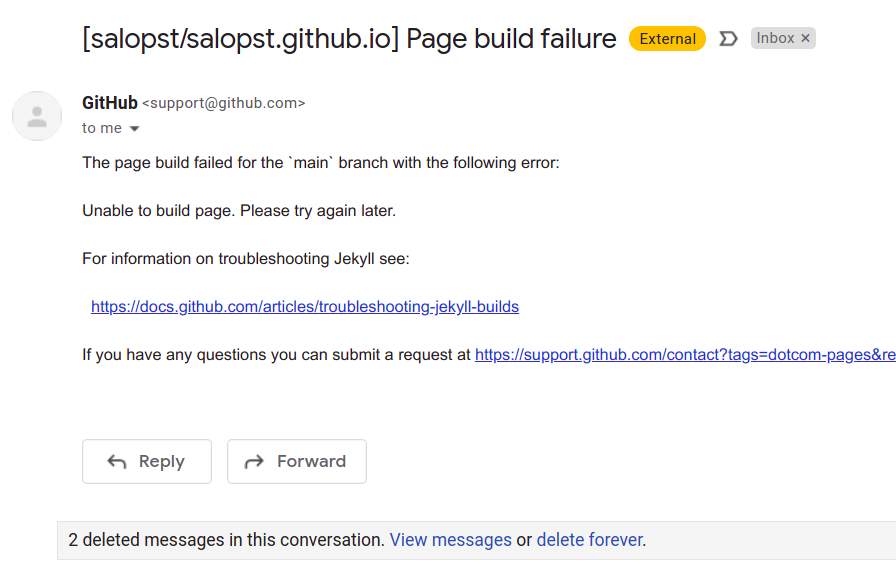 [salopst/salopst.github.io] Page build failure External Inbox ×
GitHub <support@github.com>
to me
The page build failed for the `main` branch with the following error:
Unable to build page. Please try again later.
For information on troubleshooting Jekyll see:
https://docs.github.com/articles/troubleshooting-jekyll-builds
If you have any questions you can submit a request at https://support.github.com/contact?tags=dotcom-pages&re
Reply Forward
2 deleted messages in this conversation. View messages or delete forever.